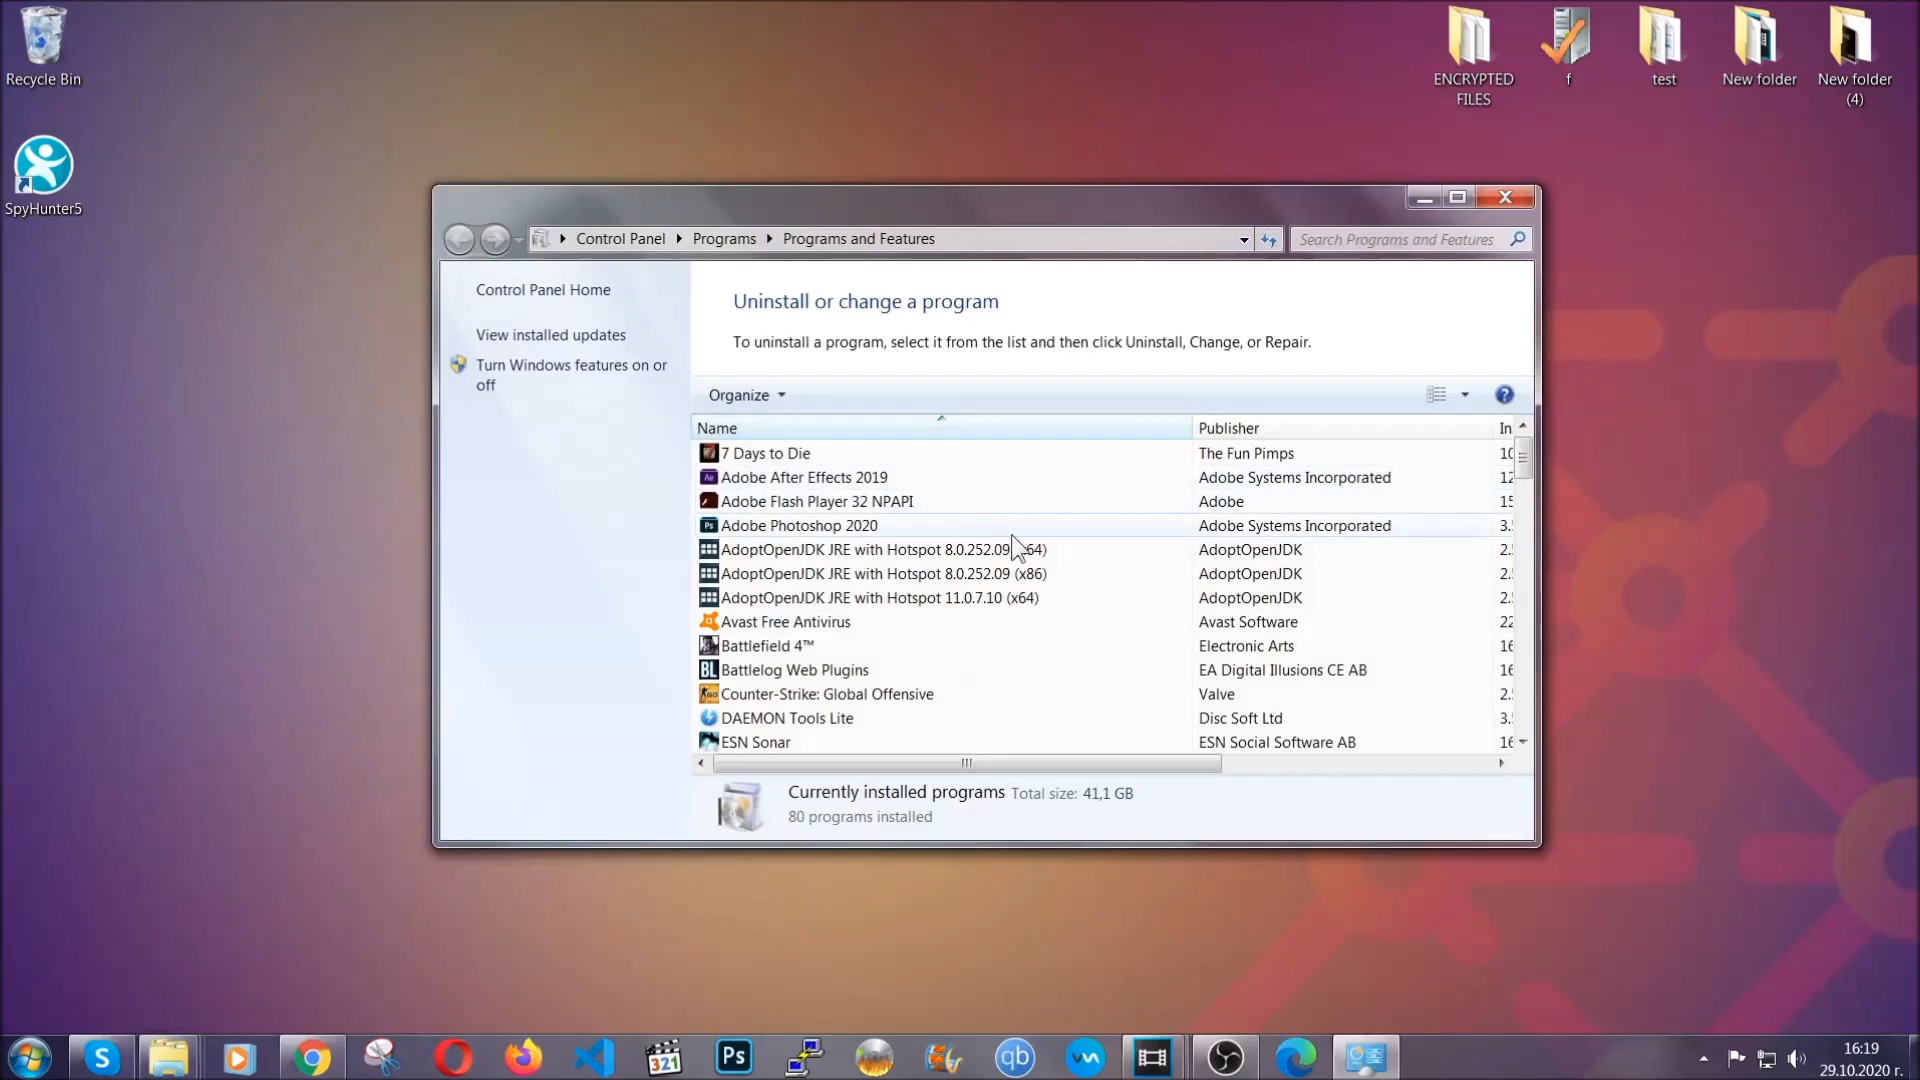 Recycle Bin
SpyHunter5
ENCRYPTED
FILES
f
test
New folder
New folder
(4)
Control Panel
Programs
Programs and Features
Search Programs and Features
Control Panel Home
View installed updates
Turn Windows features on or
off
Uninstall or change a program
To uninstall a program, select it from the list and then click Uninstall, Change, or Repair.
Organize
Name Publisher In
7 Days to Die The Fun Pimps 10
Adobe After Effects 2019 Adobe Systems Incorporated 12
Adobe Flash Player 32 NPAPI Adobe 15
Ps Adobe Photoshop 2020 Adobe Systems Incorporated 3.
AdoptOpenJDK JRE with Hotspot 8.0.252.09 64) AdoptOpenJDK 2.
AdoptOpenJDK JRE with Hotspot 8.0.252.09 (x86) AdoptOpenJDK 2.
AdoptOpenJDK JRE with Hotspot 11.0.7.10 (x64) AdoptOpenJDK 2.
Avast Free Antivirus Avast Software 22
Battlefield 4™ Electronic Arts 16
BL Battlelog Web Plugins EA Digital Illusions CE AB 16
Counter-Strike: Global Offensive Valve 2.
DAEMON Tools Lite Disc Soft Ltd 3.
ESN Sonar ESN Social Software AB 16
Currently installed programs Total size: 41,1 GB
80 programs installed
S
321
Ps
qb
16:19
29.10.2020 г.